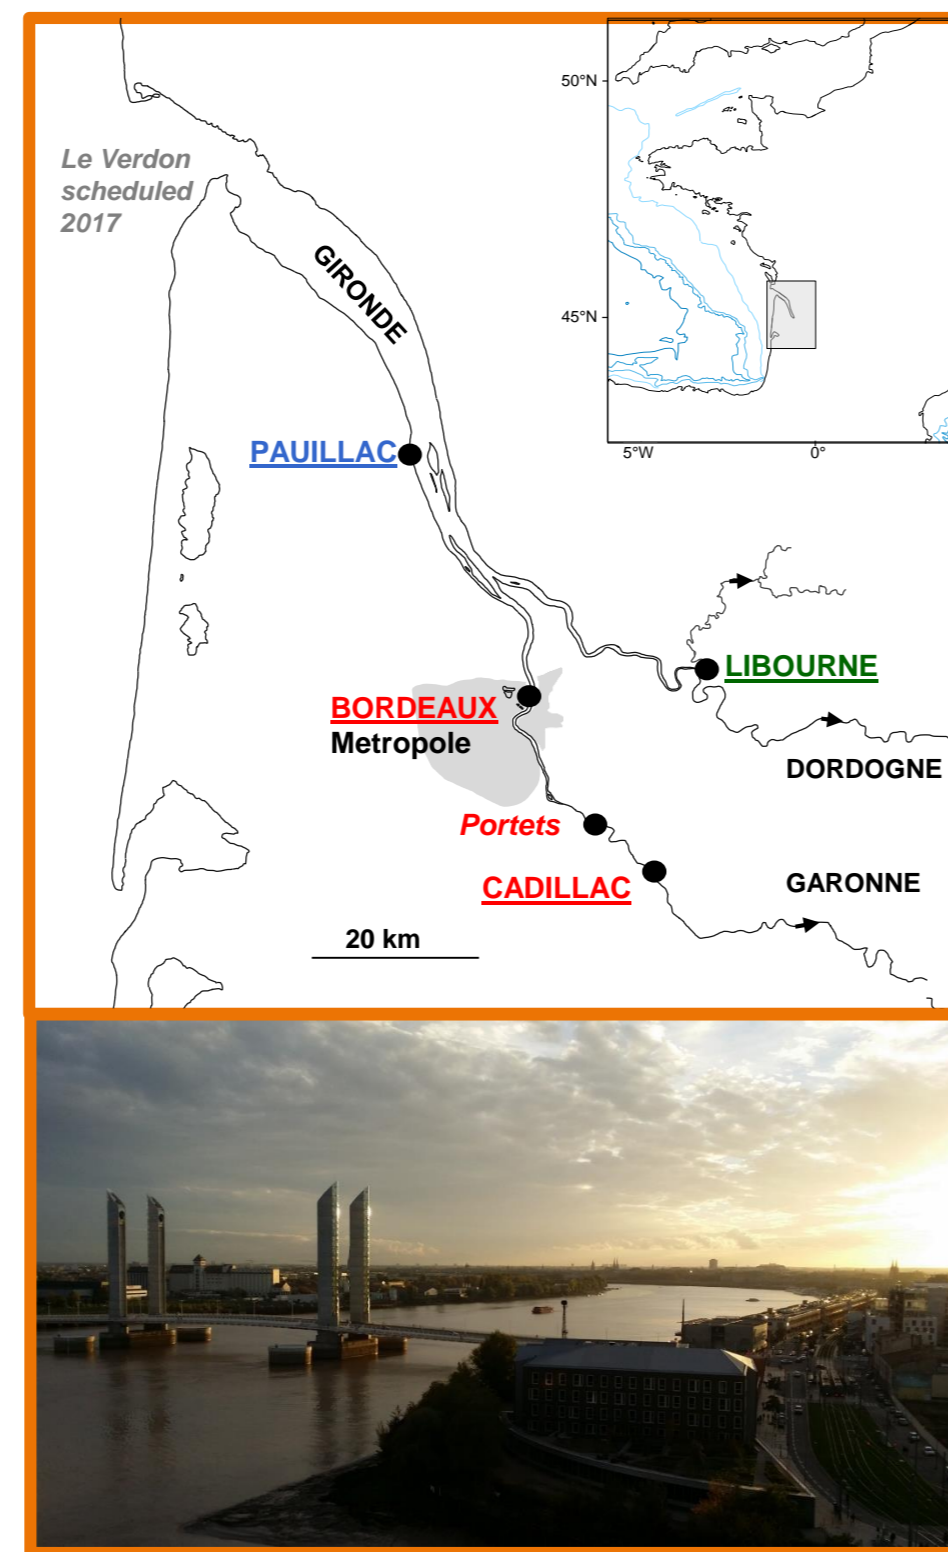 50°N
Le Verdon
scheduled
2017
GIRONDE
45°N
5°W
0°
PAUILLAC
LIBOURNE
BORDEAUX
Metropole
DORDOGNE
Portets
CADILLAC
GARONNE
20 km